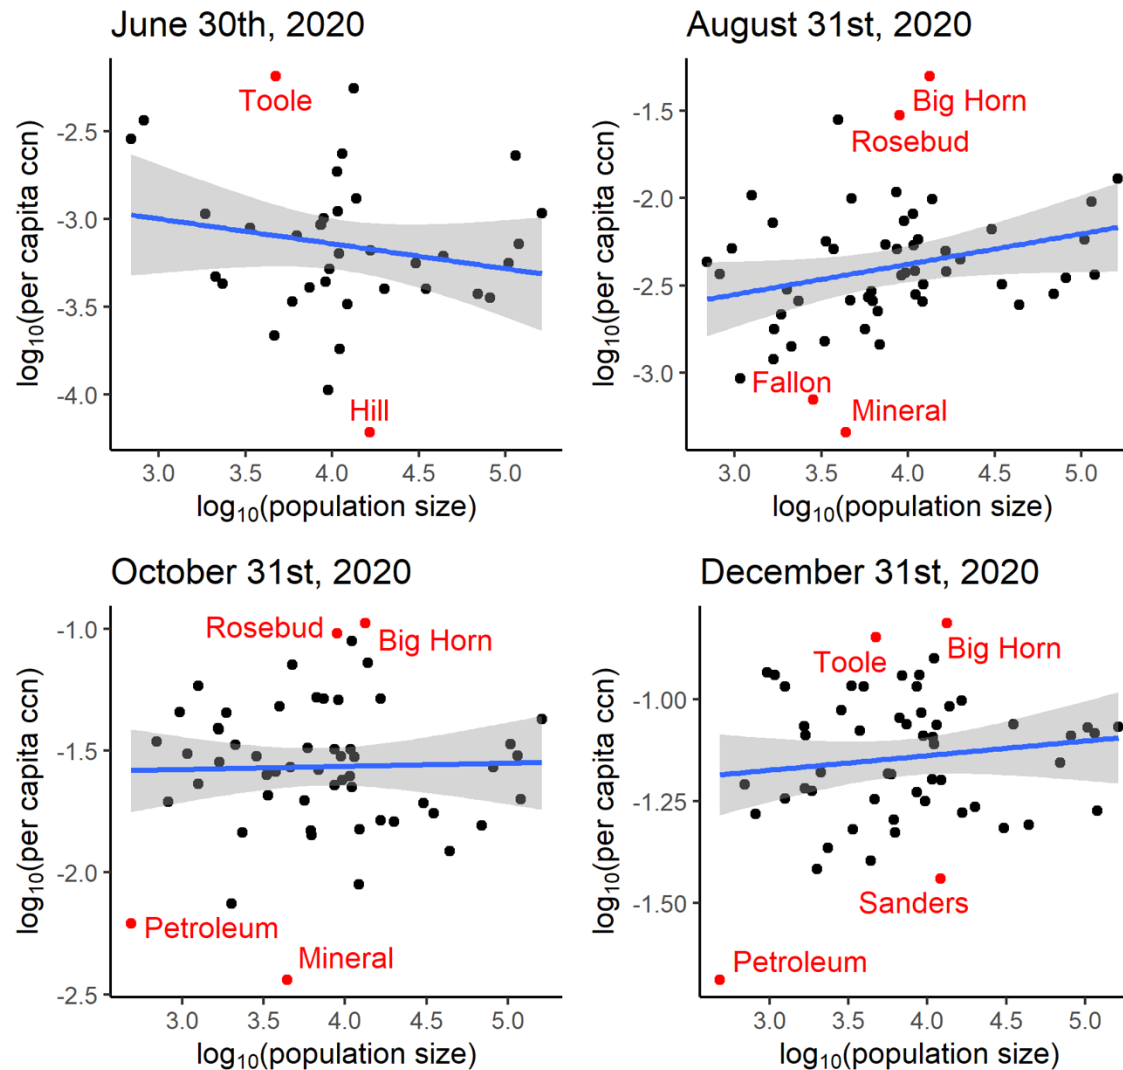 June 30th, 2020
log10(per capita ccn)
-2.5
-3.0
-3.5
-4.0
Toole
Hill
3.0 3.5 4.0 4.5 5.0
log10(population size)
August 31st, 2020
log10(per capita ccn)
-1.5
-2.0
-2.5
-3.0
Big Horn
Rosebud
Fallon
Mineral
3.0 3.5 4.0 4.5 5.0
log10(population size)
October 31st, 2020
log10(per capita ccn)
-1.0
-1.5
-2.0
-2.5
Rosebud
Big Horn
Petroleum
Mineral
3.0 3.5 4.0 4.5 5.0
log10(population size)
December 31st, 2020
log10(per capita ccn)
-1.00
-1.25
-1.50
Toole
Big Horn
Sanders
Petroleum
3.0 3.5 4.0 4.5 5.0
log10(population size)